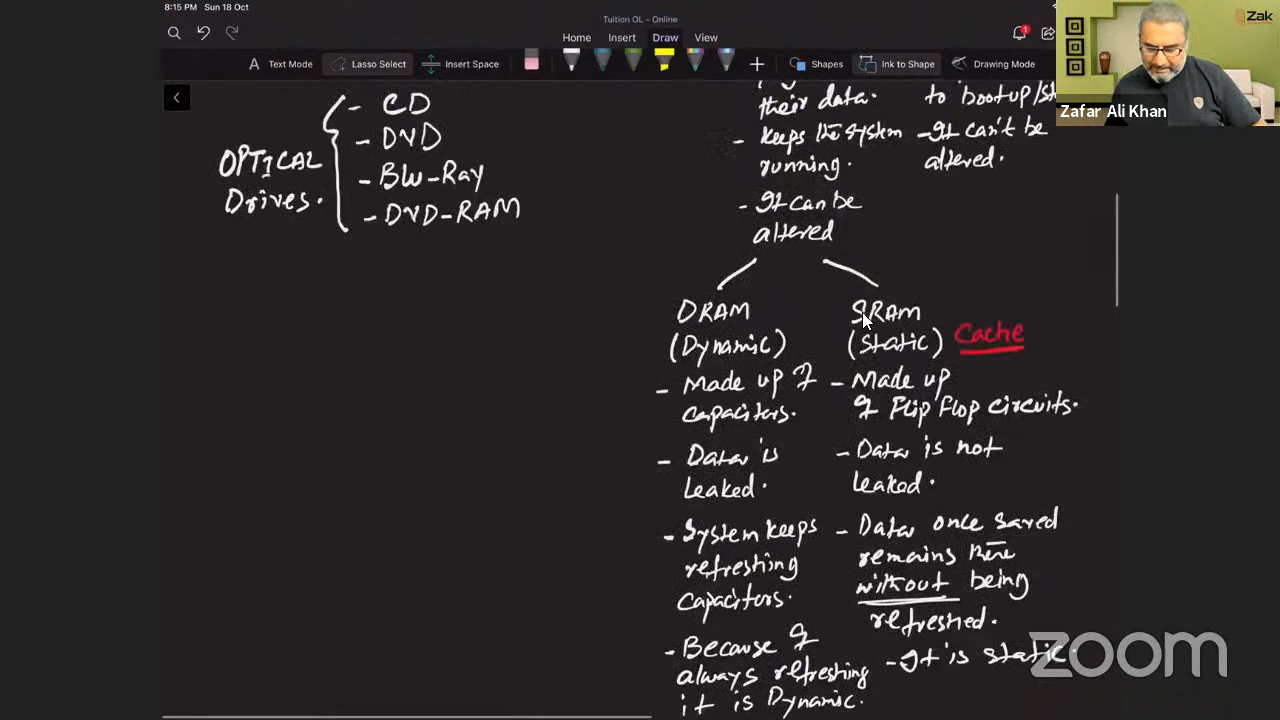 8:15 PM Sun 18 Oct
Tuition OL - Online
Home Insert Draw View
Text Mode Lasso Select Insert Space Shapes Ink to Shape Drawing Mode
1
Zak
Zafar Ali Khan
OPTICAL
Drives.
- CD
- DVD
- Blu-Ray
- DVD-RAM
their data.
- keeps the system
running.
- It can be
altered
to bootup/st
- It can't be
altered.
DRAM
(Dynamic)
- Made up of
capacitors.
- Data is
leaked.
- System keeps
refreshing
capacitors.
- Because of
always refreshing
it is Dynamic.
SRAM
(Static) Cache
- Made up
of Flip Flop circuits.
- Data is not
leaked.
- Data once saved
remains there
without being
refreshed.
- It is static.
zoom